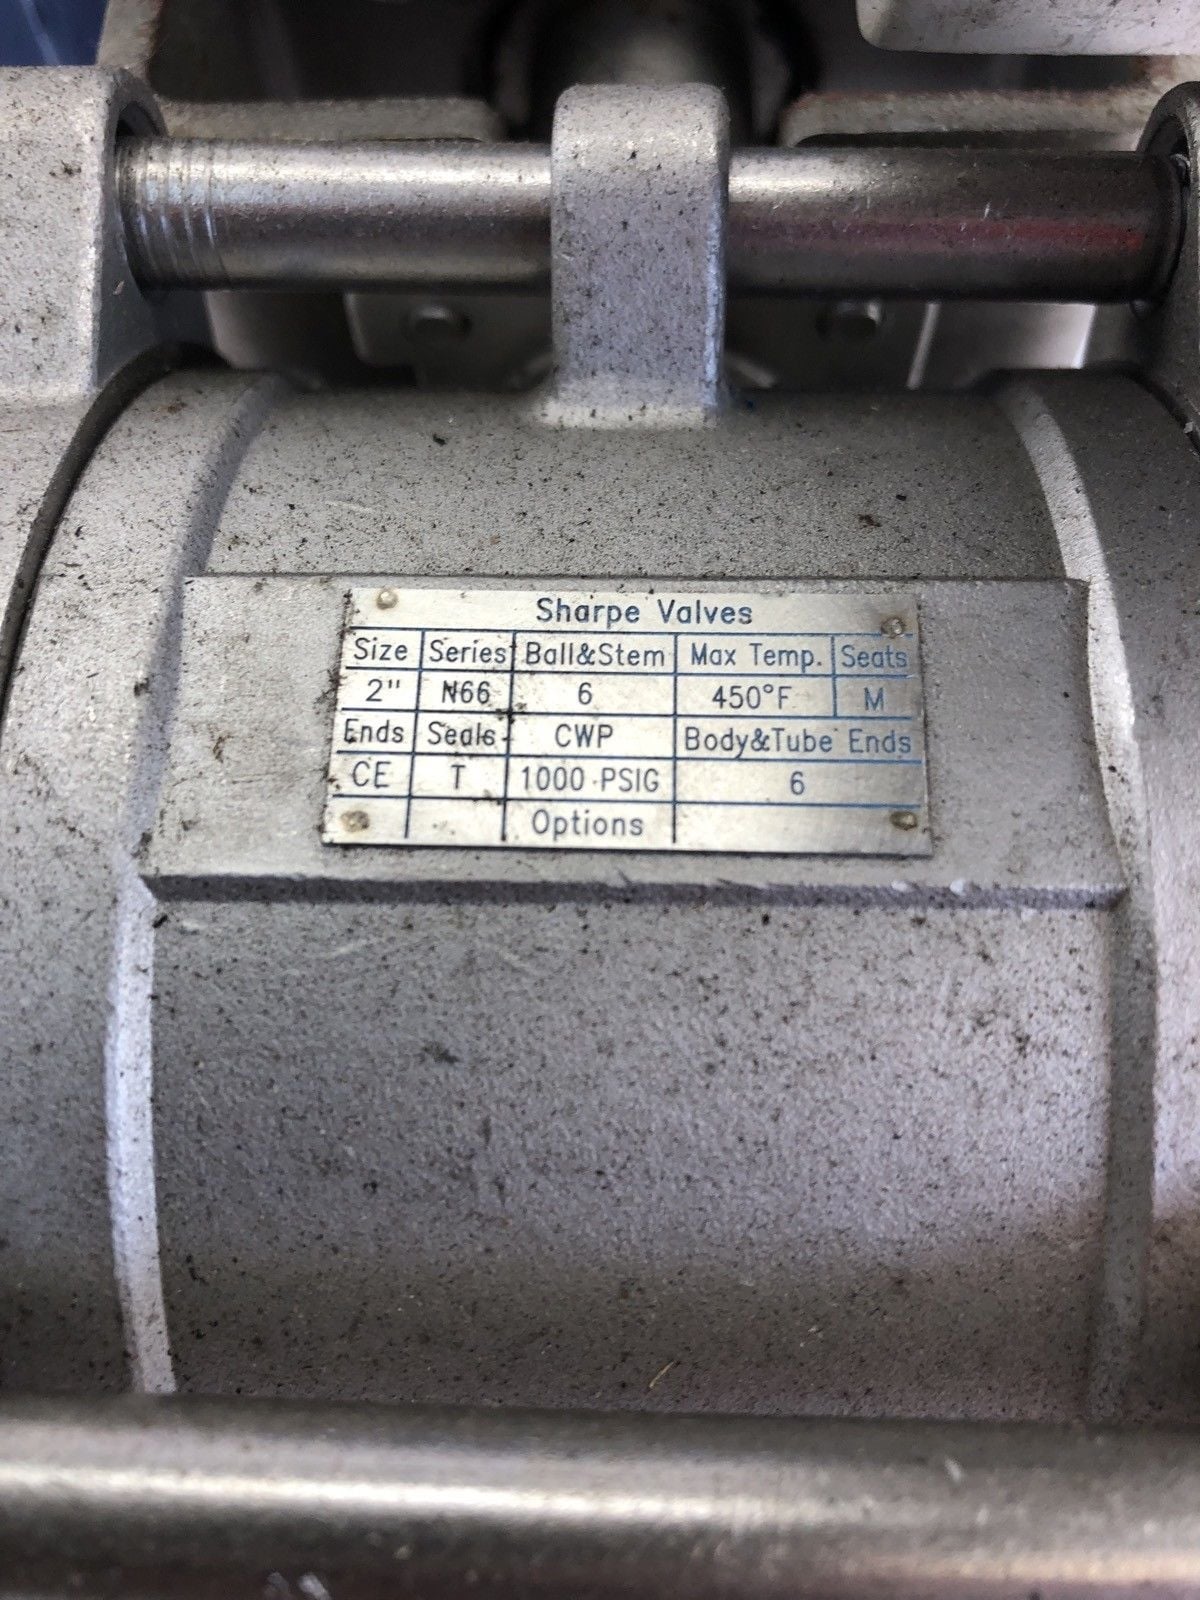 Sharpe Valves
Size Series Ball&Stem Max Temp. Seats
2" N66 6 450°F M
Ends Seals CWP Body&Tube Ends
CE T 1000 PSIG 6
Options